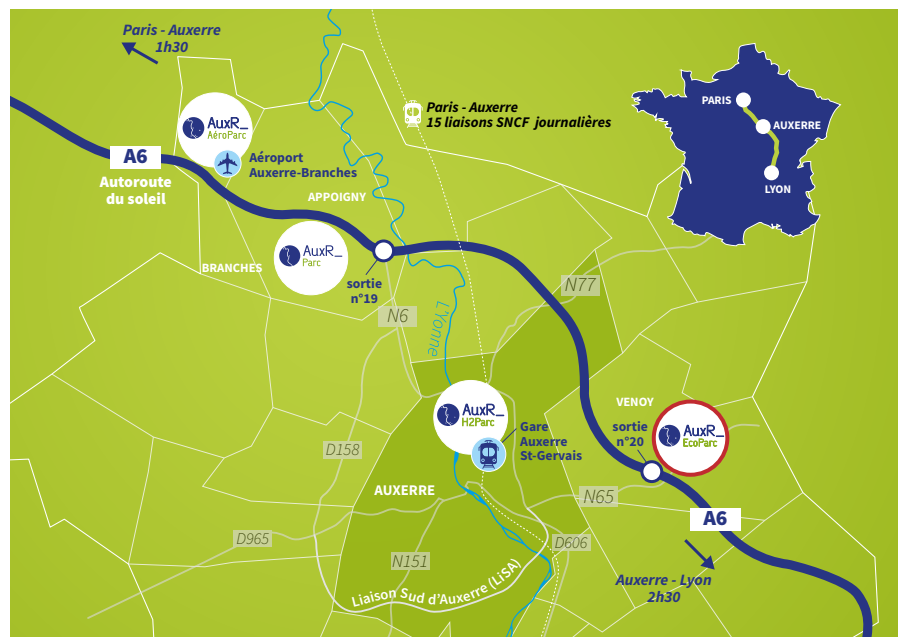 Paris - Auxerre
1h30
AuxR_
AéroParc
Paris - Auxerre
15 liaisons SNCF journalières
PARIS
AUXERRE
LYON
A6
Autoroute
du soleil
Aéroport
Auxerre-Branches
APPOIGNY
AuxR_
Parc
BRANCHES
sortie
n°19
N77
N6
L'Yonne
AuxR_
H2Parc
Gare
Auxerre
St-Gervais
VENOY
sortie
n°20
AuxR_
EcoParc
D158
AUXERRE
N65
A6
D965
D606
N151
Liaison Sud d'Auxerre (LiSA)
Auxerre - Lyon
2h30